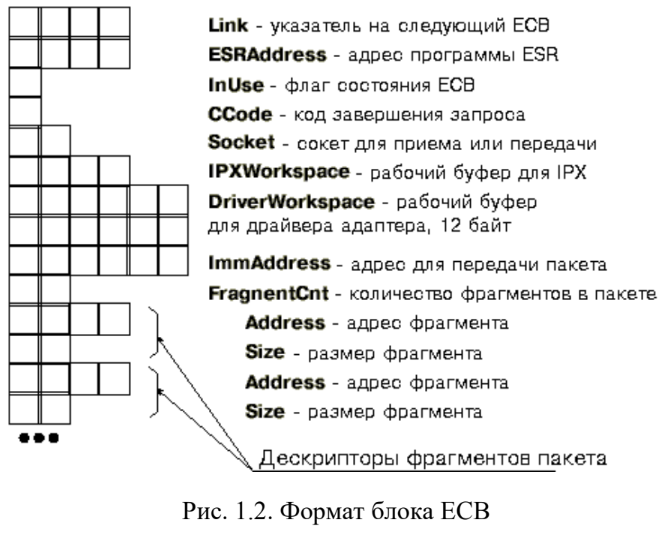 Link - указатель на следующий ECB
ESRAddress - адрес программы ESR
InUse - флаг состояния ECB
CCode - код завершения запроса
Socket - сокет для приема или передачи
IPXWorkspace - рабочий буфер для IPX
DriverWorkspace - рабочий буфер
для драйвера адаптера, 12 байт
ImmAddress - адрес для передачи пакета
FragnentCnt - количество фрагментов в пакете
Address - адрес фрагмента
Size - размер фрагмента
Address - адрес фрагмента
Size - размер фрагмента
Дескрипторы фрагментов пакета
Рис. 1.2. Формат блока ECB